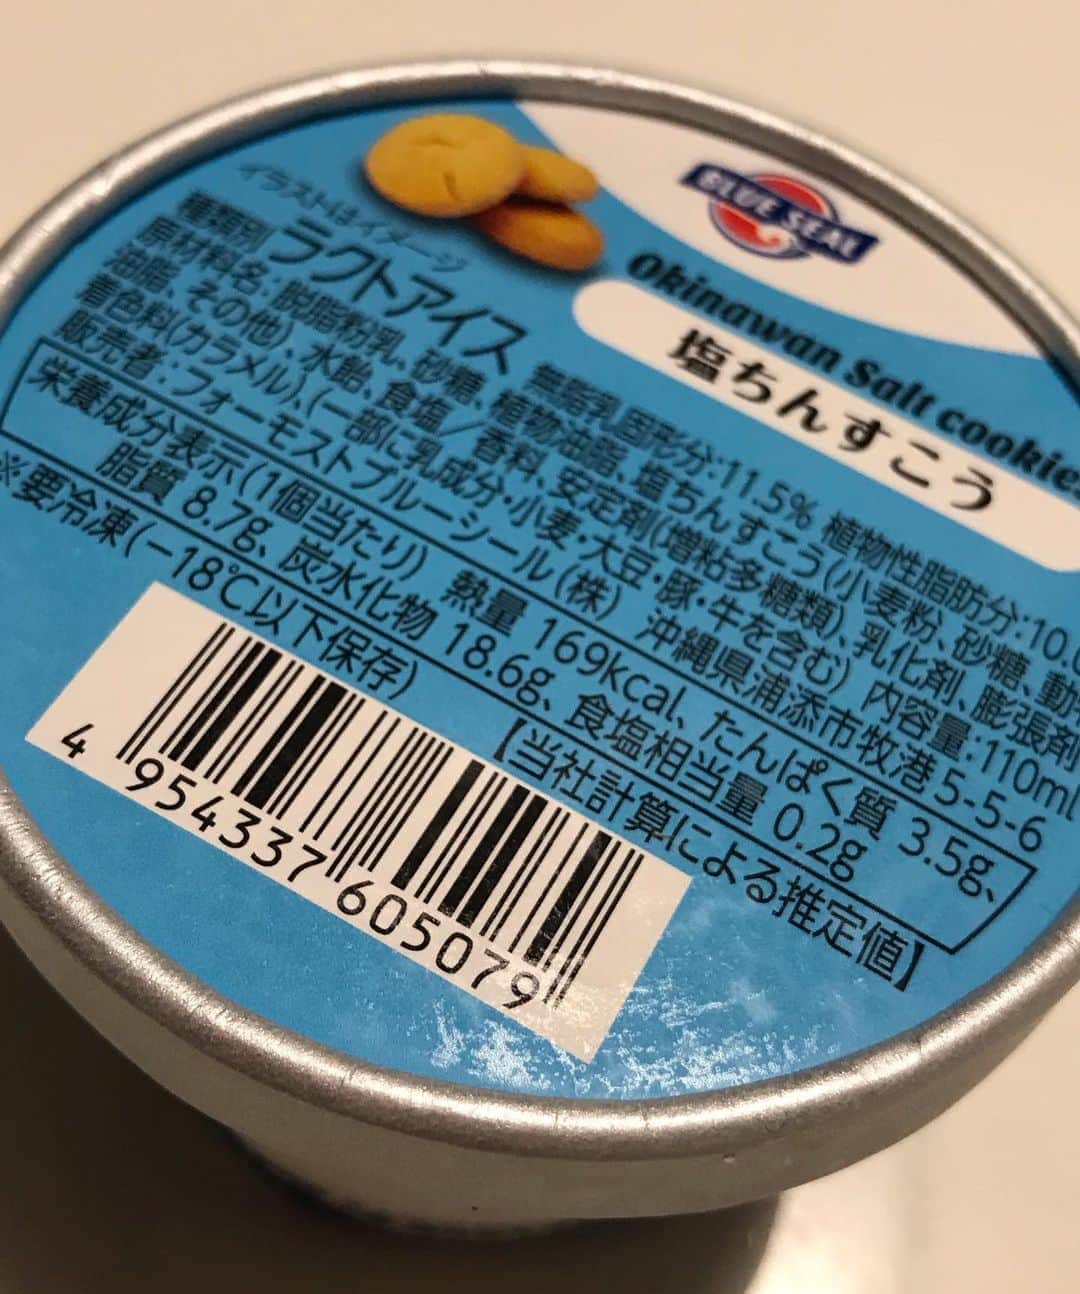 BLUE SEAL
Okinawan Salt cookies
塩ちんすこう
イラストはイメージ
種類別 ラクトアイス 無脂乳固形分:11.5% 植物性脂肪分:10.0
原材料名:脱脂粉乳、砂糖、植物油脂、塩ちんすこう(小麦粉、砂糖、動植
油脂、その他)、水飴、食塩/香料、安定剤(増粘多糖類)、乳化剤、膨張剤
着色料(カラメル)、(一部に乳成分・小麦・大豆・豚・牛を含む) 内容量:110ml
販売者:フォーモストブルーシール(株) 沖縄県浦添市牧港5-5-6
栄養成分表示(1個当たり) 熱量 169kcal、たんぱく質 3.5g、
脂質 8.7g、炭水化物 18.6g、食塩相当量 0.2g
※要冷凍(-18℃以下保存)
【当社計算による推定値】
4 954337 605079